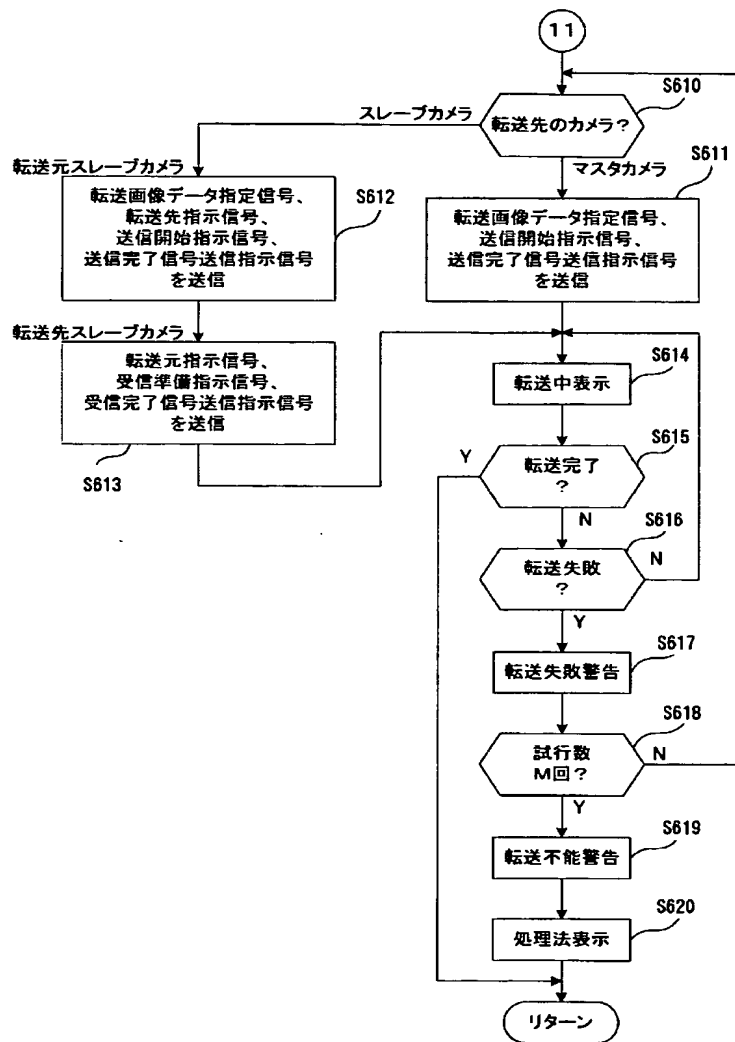 11
S610
転送先のカメラ?
スレーブカメラ
マスタカメラ
S611
転送画像データ指定信号、
送信開始指示信号、
送信完了信号送信指示信号
を送信
転送元スレーブカメラ
S612
転送画像データ指定信号、
転送先指示信号、
送信開始指示信号、
送信完了信号送信指示信号
を送信
転送先スレーブカメラ
転送元指示信号、
受信準備指示信号、
受信完了信号送信指示信号
を送信
S613
S614
転送中表示
S615
転送完了
?
Y
N
S616
転送失敗
?
N
Y
S617
転送失敗警告
S618
試行数
M回?
N
Y
S619
転送不能警告
S620
処理法表示
リターン